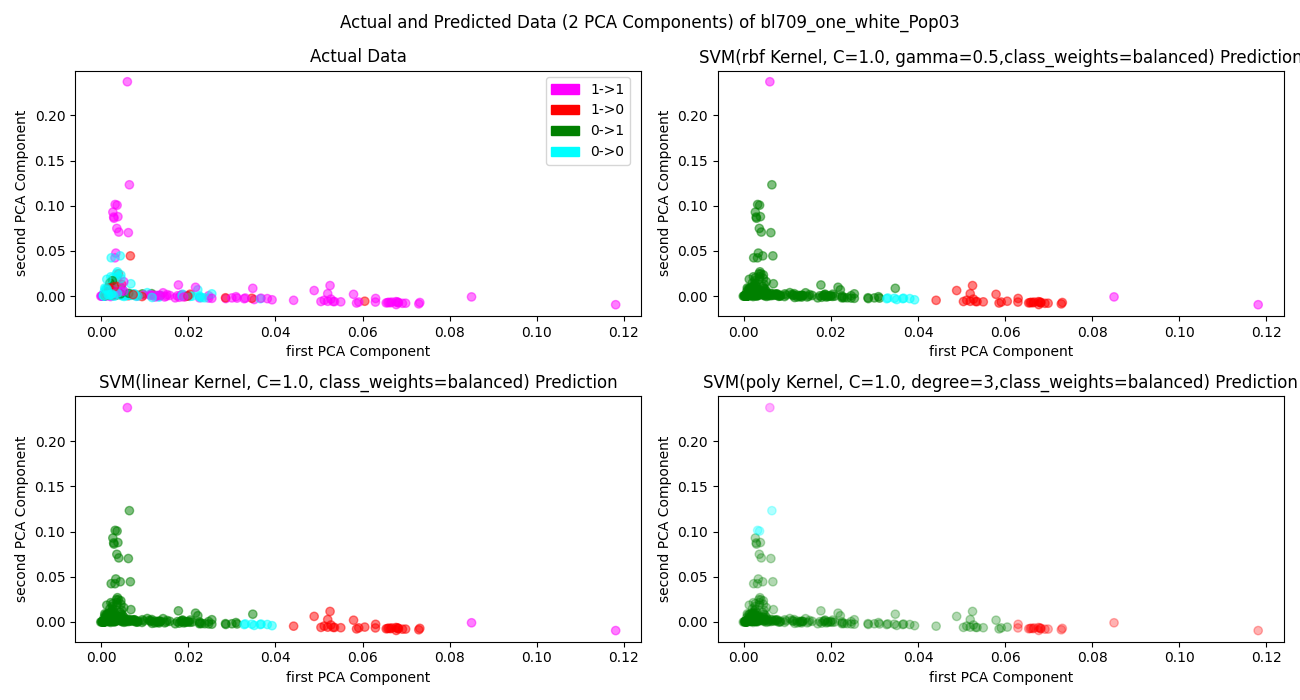 Actual and Predicted Data (2 PCA Components) of bl709_one_white_Pop03
Actual Data
second PCA Component
0.20
0.15
0.10
0.05
0.00
1->1
1->0
0->1
0->0
0.00 0.02 0.04 0.06 0.08 0.10 0.12
first PCA Component
SVM(rbf Kernel, C=1.0, gamma=0.5,class_weights=balanced) Prediction
second PCA Component
0.20
0.15
0.10
0.05
0.00
0.00 0.02 0.04 0.06 0.08 0.10 0.12
first PCA Component
SVM(linear Kernel, C=1.0, class_weights=balanced) Prediction
second PCA Component
0.20
0.15
0.10
0.05
0.00
0.00 0.02 0.04 0.06 0.08 0.10 0.12
first PCA Component
SVM(poly Kernel, C=1.0, degree=3,class_weights=balanced) Prediction
second PCA Component
0.20
0.15
0.10
0.05
0.00
0.00 0.02 0.04 0.06 0.08 0.10 0.12
first PCA Component